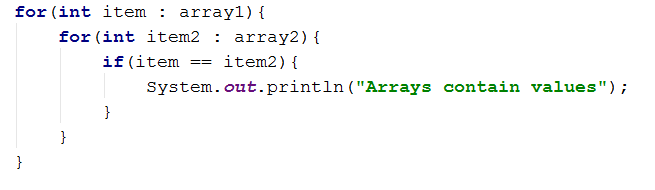 for(int item : array1){
    for(int item2 : array2){
        if(item == item2){
            System.out.println("Arrays contain values");
        }
    }
}